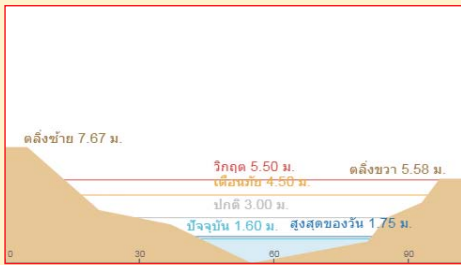 ตลิ่งซ้าย 7.67 ม.
วิกฤต 5.50 ม.
ตลิ่งขวา 5.58 ม.
เตือนภัย 4.50 ม.
ปกติ 3.00 ม.
ปัจจุบัน 1.60 ม.
สูงสุดของวัน 1.75 ม.
0 30 60 90